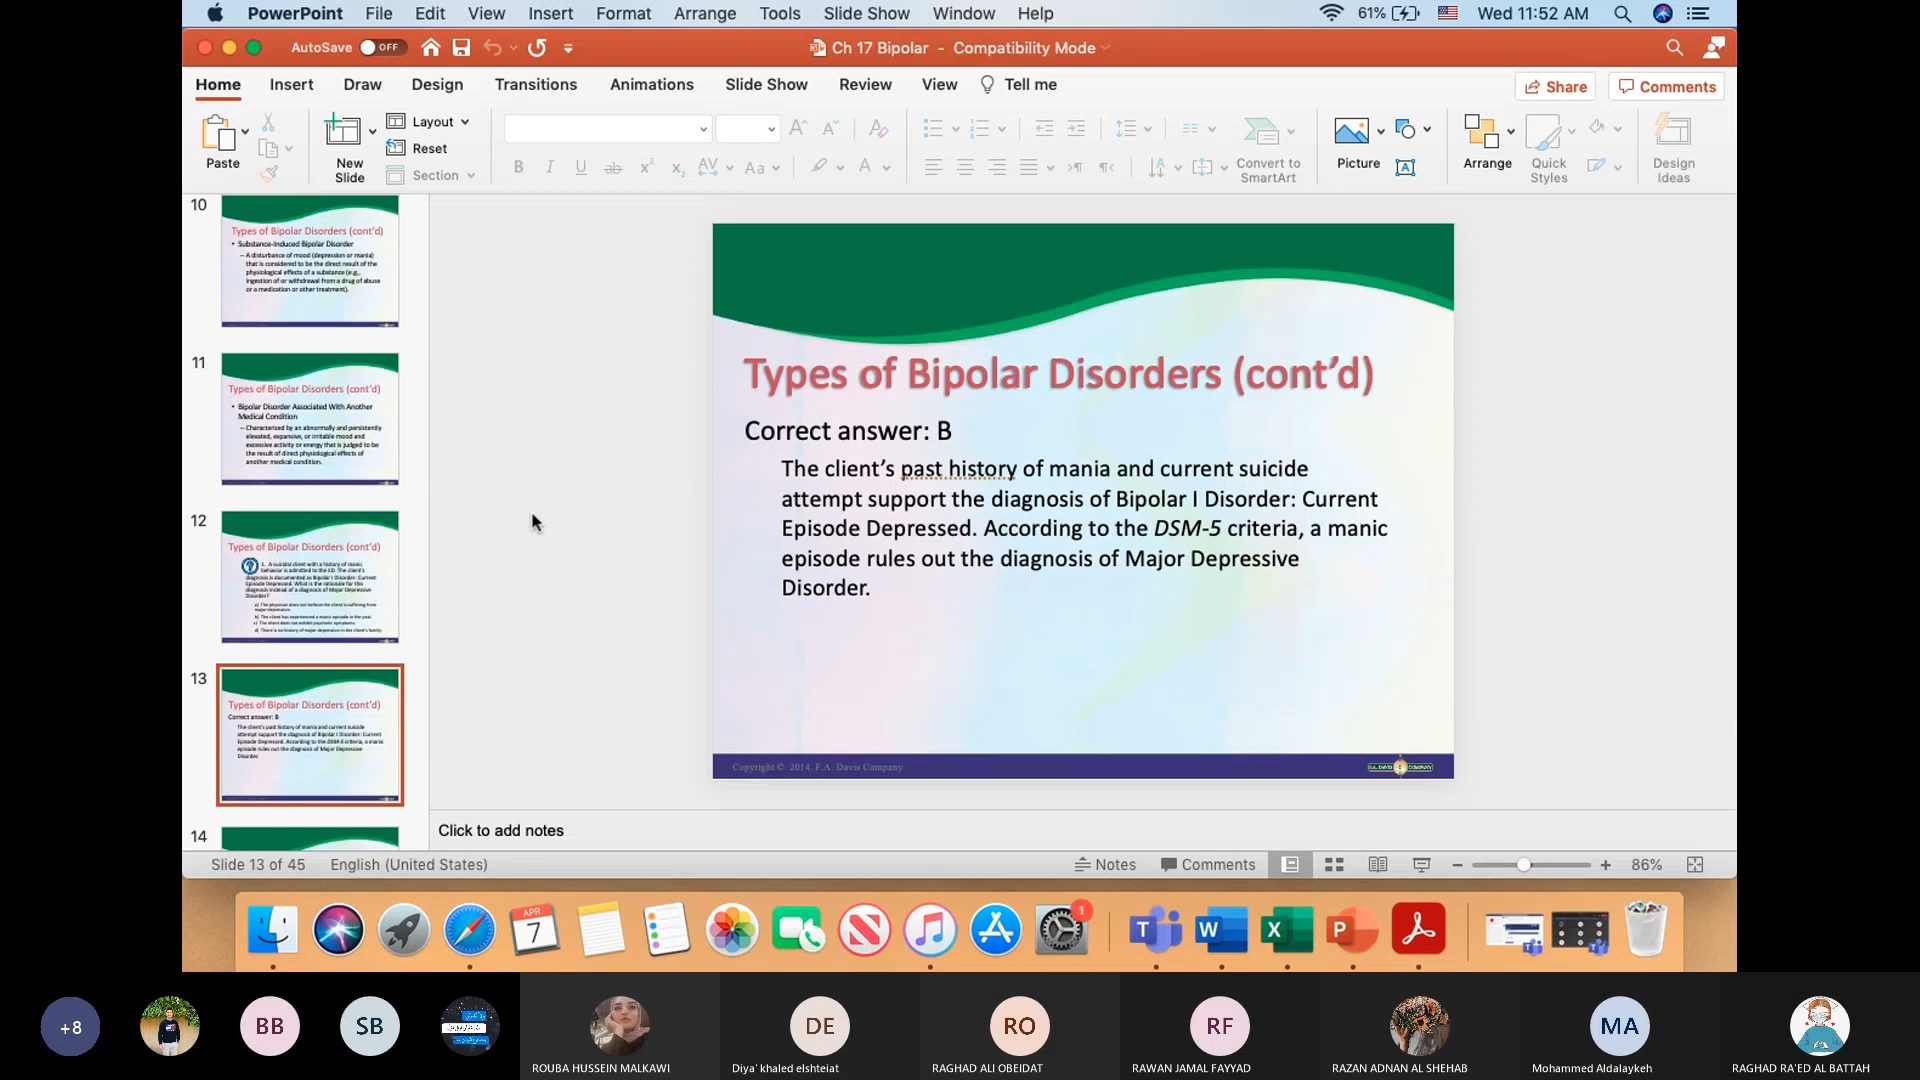 PowerPoint File Edit View Insert Format Arrange Tools Slide Show Window Help 61% Wed 11:52 AM
AutoSave OFF Ch 17 Bipolar - Compatibility Mode
Home Insert Draw Design Transitions Animations Slide Show Review View Tell me Share Comments
Paste
New Slide
Layout
Reset
Section
Convert to SmartArt
Picture
Arrange
Quick Styles
Design Ideas
10
Types of Bipolar Disorders (cont'd)
• Substance-Induced Bipolar Disorder
– A disturbance of mood (depression or mania)
that is considered to be the direct result of the
physiological effects of a substance (e.g.,
ingestion of or withdrawal from a drug of abuse
or a medication or other treatment).
11
Types of Bipolar Disorders (cont'd)
• Bipolar Disorder Associated With Another
Medical Condition
– Characterized by an abnormally and persistently
elevated, expansive, or irritable mood and
excessive activity or energy that is judged to be
the result of direct physiological effects of
another medical condition.
12
Types of Bipolar Disorders (cont'd)
1. A suicidal client with a history of manic
behavior is admitted to the ED. The client's
diagnosis is documented as Bipolar I Disorder: Current
Episode Depressed. What is the rationale for this
diagnosis instead of a diagnosis of Major Depressive
Disorder?
a) The physician does not believe the client is suffering from
major depression.
b) The client has experienced a manic episode in the past.
c) The client does not exhibit psychotic symptoms.
d) There is no history of major depression in the client's family.
13
Types of Bipolar Disorders (cont'd)
Correct answer: B
The client's past history of mania and current suicide
attempt support the diagnosis of Bipolar I Disorder: Current
Episode Depressed. According to the DSM-5 criteria, a manic
episode rules out the diagnosis of Major Depressive
Disorder.
14
Types of Bipolar Disorders (cont'd)
Correct answer: B
The client's past history of mania and current suicide
attempt support the diagnosis of Bipolar I Disorder: Current
Episode Depressed. According to the DSM-5 criteria, a manic
episode rules out the diagnosis of Major Depressive
Disorder.
Copyright © 2014. F.A. Davis Company
F.A. DAVIS COMPANY
Click to add notes
Slide 13 of 45 English (United States) Notes Comments 86%
APR
7
1
+8 BB SB DE RO RF MA
ROUBA HUSSEIN MALKAWI Diya' khaled elshteiat RAGHAD ALI OBEIDAT RAWAN JAMAL FAYYAD RAZAN ADNAN AL SHEHAB Mohammed Aldalaykeh RAGHAD RA'ED AL BATTAH